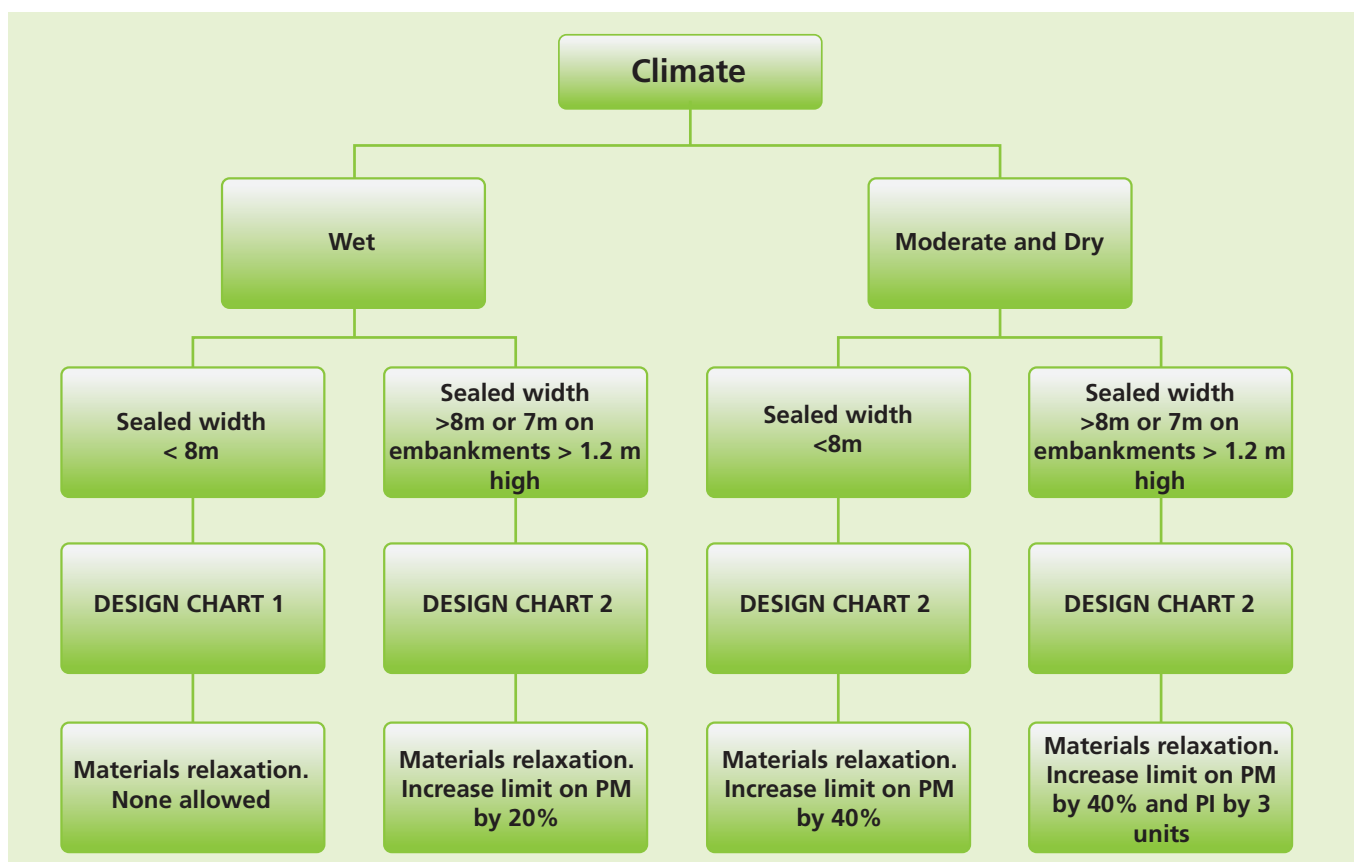 Climate
Wet
Moderate and Dry
Sealed width
< 8m
Sealed width
>8m or 7m on
embankments > 1.2 m
high
Sealed width
<8m
Sealed width
>8m or 7m on
embankments > 1.2 m
high
DESIGN CHART 1
DESIGN CHART 2
DESIGN CHART 2
DESIGN CHART 2
Materials relaxation.
None allowed
Materials relaxation.
Increase limit on PM
by 20%
Materials relaxation.
Increase limit on PM
by 40%
Materials relaxation.
Increase limit on PM
by 40% and PI by 3
units